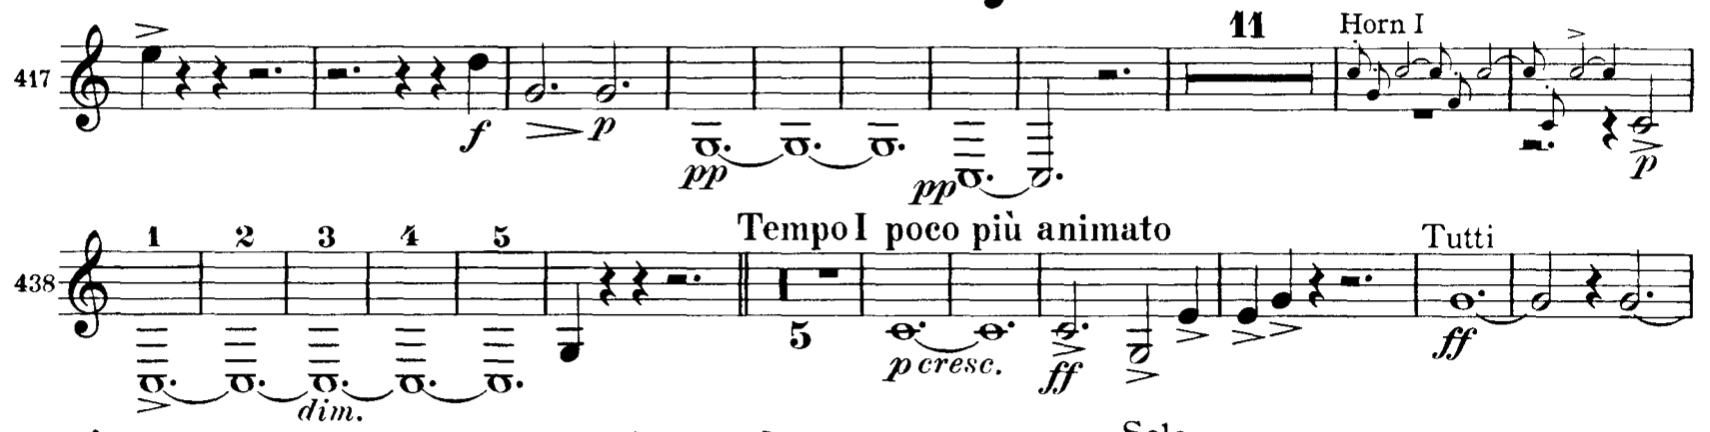 11 Horn I
417
f p pp pp p
Tempo I poco più animato
1 2 3 4 5 Tutti
438
5
dim. p cresc. ff ff